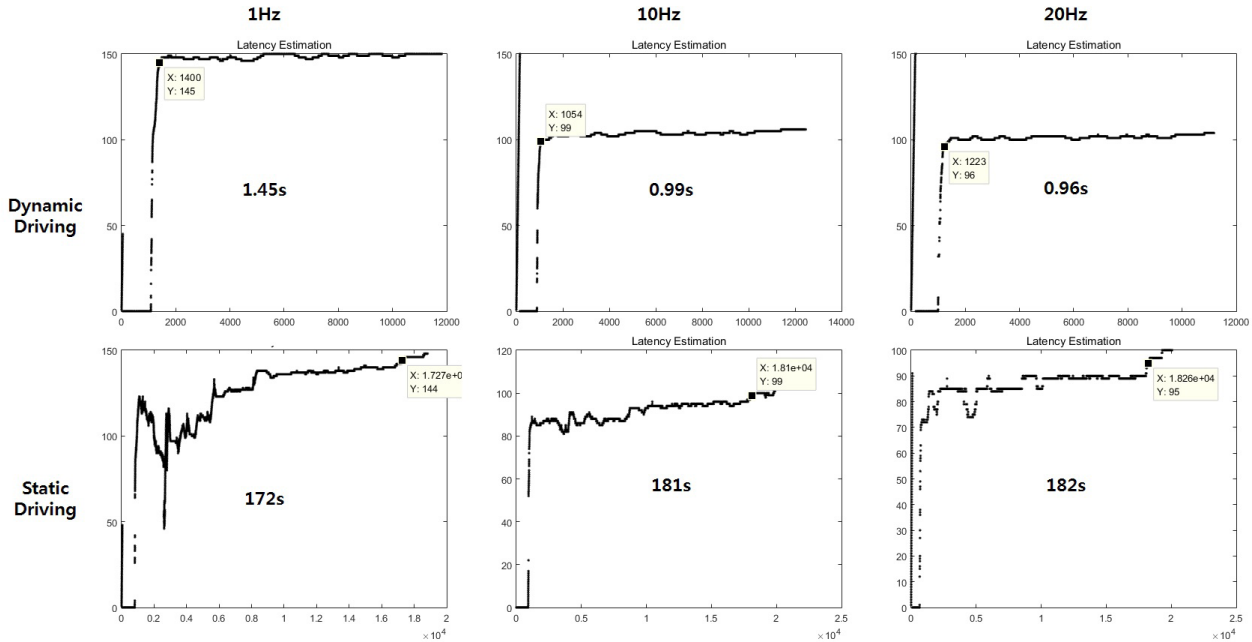 1Hz
10Hz
20Hz
Dynamic
Driving
Latency Estimation
150
100
50
0
0
2000
4000
6000
8000
10000
12000
X: 1400
Y: 145
1.45s
Latency Estimation
150
100
50
0
0
2000
4000
6000
8000
10000
12000
14000
X: 1054
Y: 99
0.99s
Latency Estimation
150
100
50
0
0
2000
4000
6000
8000
10000
12000
X: 1223
Y: 96
0.96s
Static
Driving
150
100
50
0
0
0.2
0.4
0.6
0.8
1
1.2
1.4
1.6
1.8
2
× 10⁴
X: 1.727e+0
Y: 144
172s
Latency Estimation
120
100
80
60
40
20
0
0
0.5
1
1.5
2
2.5
× 10⁴
X: 1.81e+04
Y: 99
181s
Latency Estimation
100
90
80
70
60
50
40
30
20
10
0
0
0.5
1
1.5
2
2.5
× 10⁴
X: 1.826e+04
Y: 95
182s